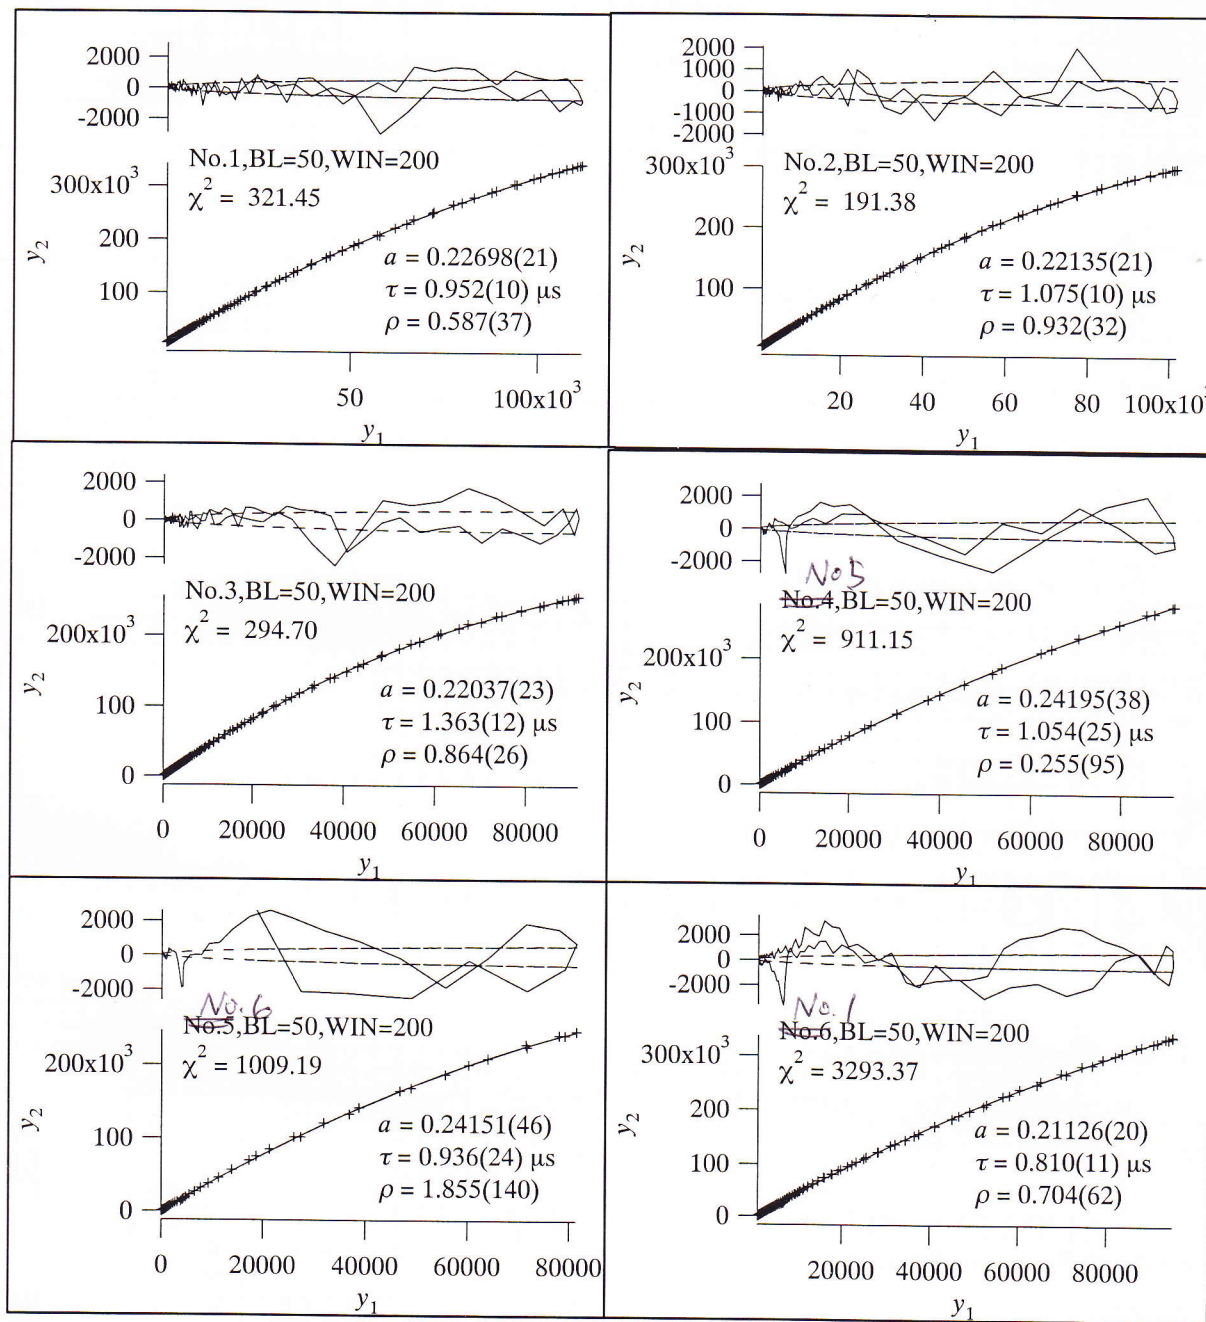 2000
0
-2000
No.1,BL=50,WIN=200
χ² = 321.45
300x10³
200
100
y₂
a = 0.22698(21)
τ = 0.952(10) μs
ρ = 0.587(37)
50
100x10³
y₁
2000
1000
0
-1000
-2000
No.2,BL=50,WIN=200
χ² = 191.38
300x10³
200
100
y₂
a = 0.22135(21)
τ = 1.075(10) μs
ρ = 0.932(32)
20
40
60
80
100x10
y₁
2000
0
-2000
No.3,BL=50,WIN=200
χ² = 294.70
200x10³
100
0
y₂
a = 0.22037(23)
τ = 1.363(12) μs
ρ = 0.864(26)
0
20000
40000
60000
80000
y₁
2000
0
-2000
No5
No.4,BL=50,WIN=200
χ² = 911.15
200x10³
100
0
y₂
a = 0.24195(38)
τ = 1.054(25) μs
ρ = 0.255(95)
0
20000
40000
60000
80000
y₁
2000
0
-2000
No.6
No.5,BL=50,WIN=200
χ² = 1009.19
200x10³
100
0
y₂
a = 0.24151(46)
τ = 0.936(24) μs
ρ = 1.855(140)
0
20000
40000
60000
80000
y₁
2000
0
-2000
No.1
No.6,BL=50,WIN=200
χ² = 3293.37
300x10³
200
100
0
y₂
a = 0.21126(20)
τ = 0.810(11) μs
ρ = 0.704(62)
20000
40000
60000
80000
y₁